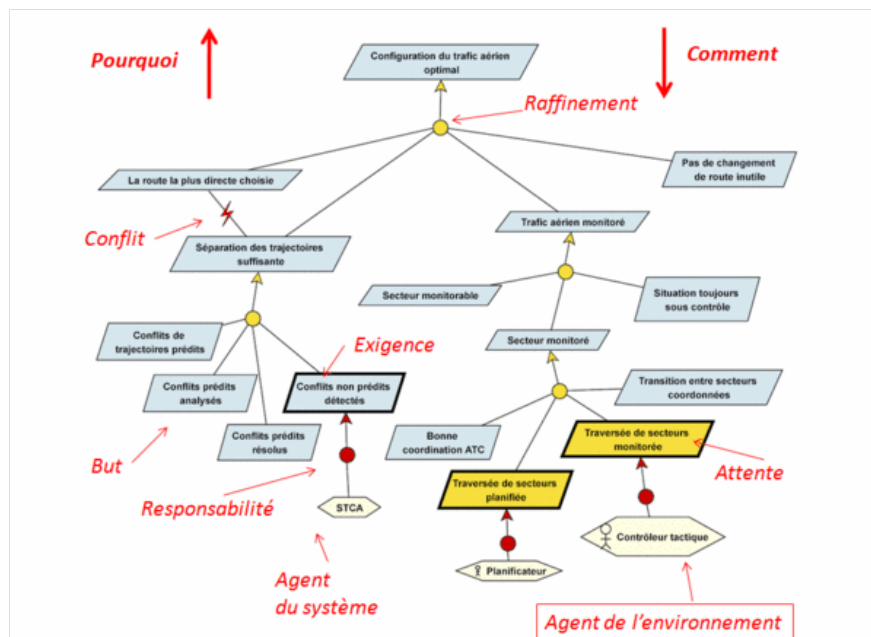 Pourquoi
Configuration du trafic aérien
optimal
Comment
Raffinement
La route la plus directe choisie
Pas de changement
de route inutile
Conflit
Séparation des trajectoires
suffisante
Trafic aérien monitoré
Secteur monitorable
Situation toujours
sous contrôle
Conflits de
trajectoires prédits
Exigence
Secteur monitoré
Conflits prédits
analysés
Conflits non prédits
détectés
Transition entre secteurs
coordonnées
Conflits prédits
résolus
Bonne
coordination ATC
Traversée de secteurs
monitorée
But
Attente
Responsabilité
STCA
Traversée de secteurs
planifiée
Contrôleur tactique
Agent
du système
Planificateur
Agent de l'environnement